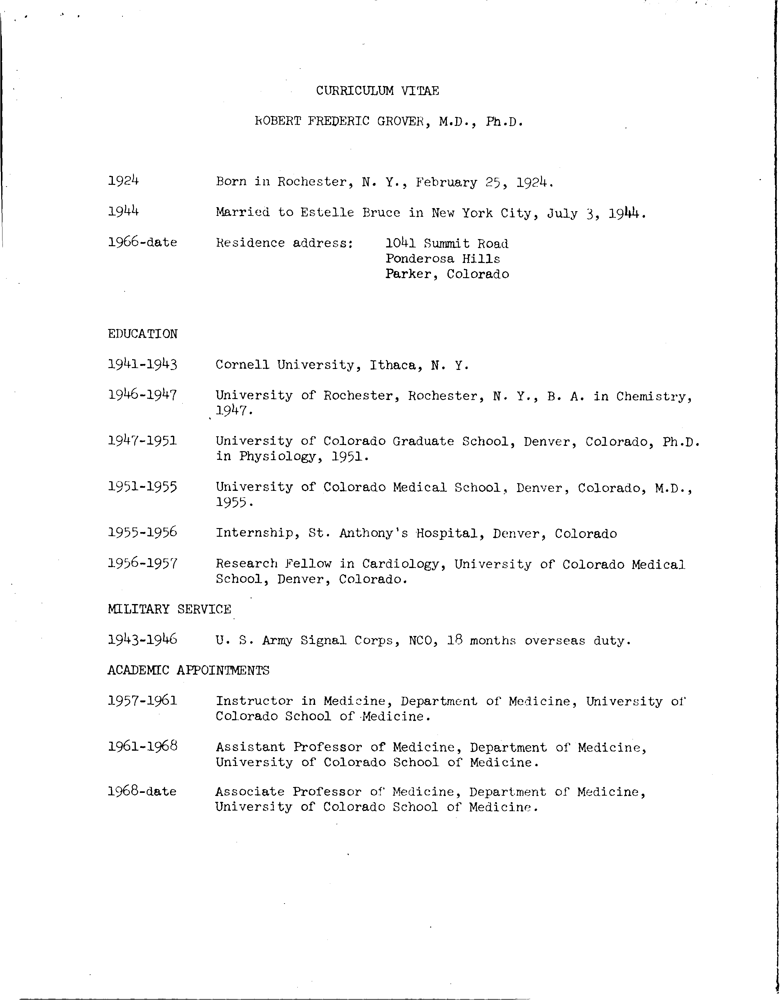 CURRICULUM VITAE
ROBERT FREDERIC GROVER, M.D., Ph.D.
1924 Born in Rochester, N. Y., February 25, 1924.
1944 Married to Estelle Bruce in New York City, July 3, 1944.
1966-date Residence address: 1041 Summit Road
Ponderosa Hills
Parker, Colorado
EDUCATION
1941-1943 Cornell University, Ithaca, N. Y.
1946-1947 University of Rochester, Rochester, N. Y., B. A. in Chemistry,
1947.
1947-1951 University of Colorado Graduate School, Denver, Colorado, Ph.D.
in Physiology, 1951.
1951-1955 University of Colorado Medical School, Denver, Colorado, M.D.,
1955.
1955-1956 Internship, St. Anthony's Hospital, Denver, Colorado
1956-1957 Research Fellow in Cardiology, University of Colorado Medical
School, Denver, Colorado.
MILITARY SERVICE
1943-1946 U. S. Army Signal Corps, NCO, 18 months overseas duty.
ACADEMIC APPOINTMENTS
1957-1961 Instructor in Medicine, Department of Medicine, University of
Colorado School of Medicine.
1961-1968 Assistant Professor of Medicine, Department of Medicine,
University of Colorado School of Medicine.
1968-date Associate Professor of Medicine, Department of Medicine,
University of Colorado School of Medicine.